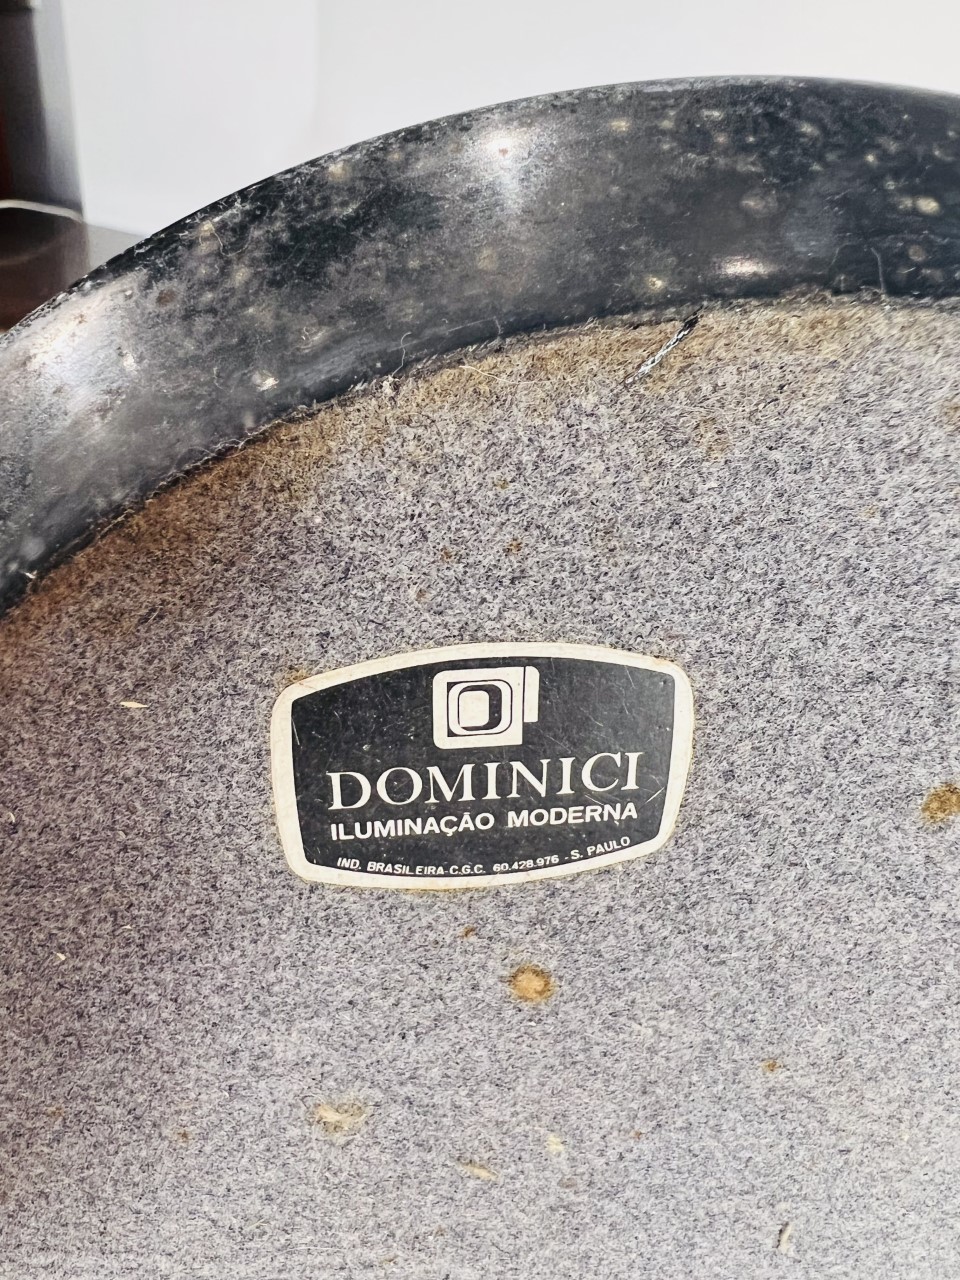 DOMINICI
ILUMINAÇÃO MODERNA
IND. BRASILEIRA-C.G.C. 60.428.976 - S. PAULO